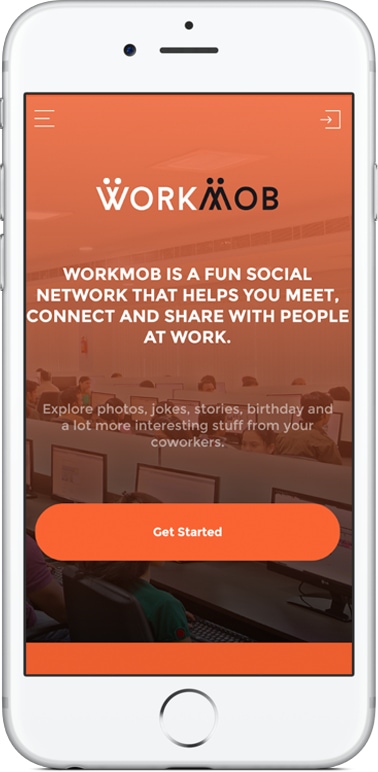 WORKMOB
WORKMOB IS A FUN SOCIAL
NETWORK THAT HELPS YOU MEET,
CONNECT AND SHARE WITH PEOPLE
AT WORK.
Explore photos, jokes, stories, birthday and
a lot more interesting stuff from your
coworkers.
Get Started